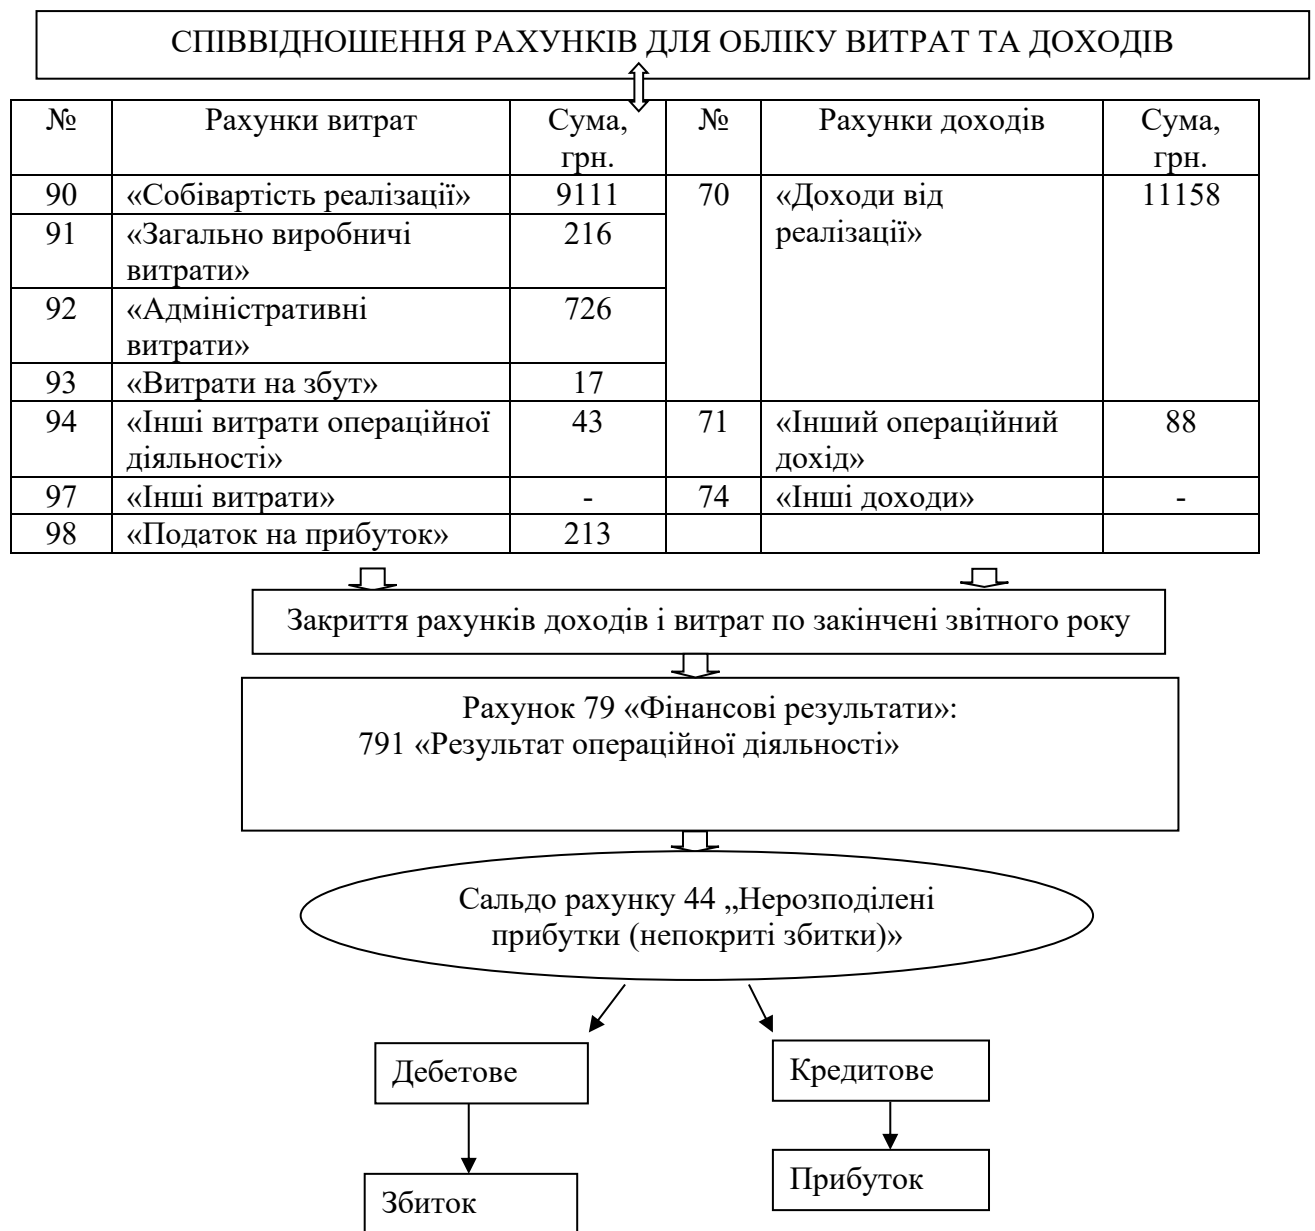 СПІВВІДНОШЕННЯ РАХУНКІВ ДЛЯ ОБЛІКУ ВИТРАТ ТА ДОХОДІВ
№ Рахунки витрат Сума, № Рахунки доходів Сума,
грн. грн.
90 «Собівартість реалізації» 9111 70 «Доходи від 11158
91 «Загально виробничі 216 реалізації»
витрати»
92 «Адміністративні 726
витрати»
93 «Витрати на збут» 17
94 «Інші витрати операційної 43 71 «Інший операційний 88
діяльності» дохід»
97 «Інші витрати» - 74 «Інші доходи» -
98 «Податок на прибуток» 213
Закриття рахунків доходів і витрат по закінчені звітного року
Рахунок 79 «Фінансові результати»:
791 «Результат операційної діяльності»
Сальдо рахунку 44 „Нерозподілені
прибутки (непокриті збитки)»
Дебетове Кредитове
Збиток Прибуток